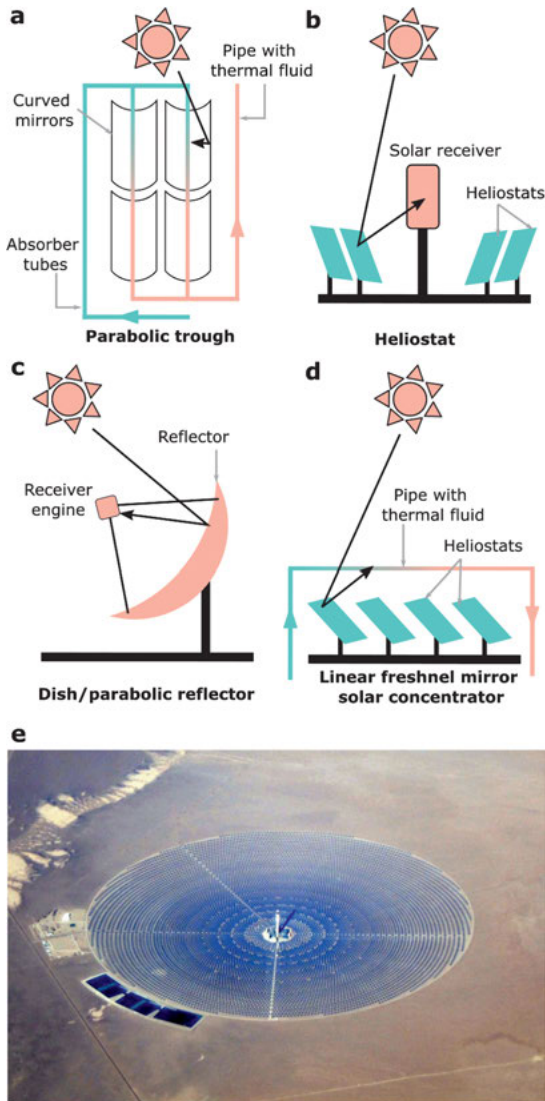 a
Pipe with
thermal fluid
Curved
mirrors
Absorber
tubes
Parabolic trough
b
Solar receiver
Heliostats
Heliostat
c
Reflector
Receiver
engine
Dish/parabolic reflector
d
Pipe with
thermal fluid
Heliostats
Linear freshnel mirror
solar concentrator
e